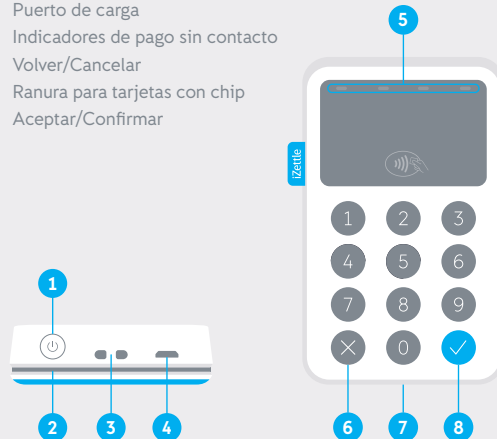 Puerto de carga
Indicadores de pago sin contacto
Volver/Cancelar
Ranura para tarjetas con chip
Aceptar/Confirmar
5
iZettle
1 2 3
4 5 6
7 8 9
0
1
2 3 4
6 7 8